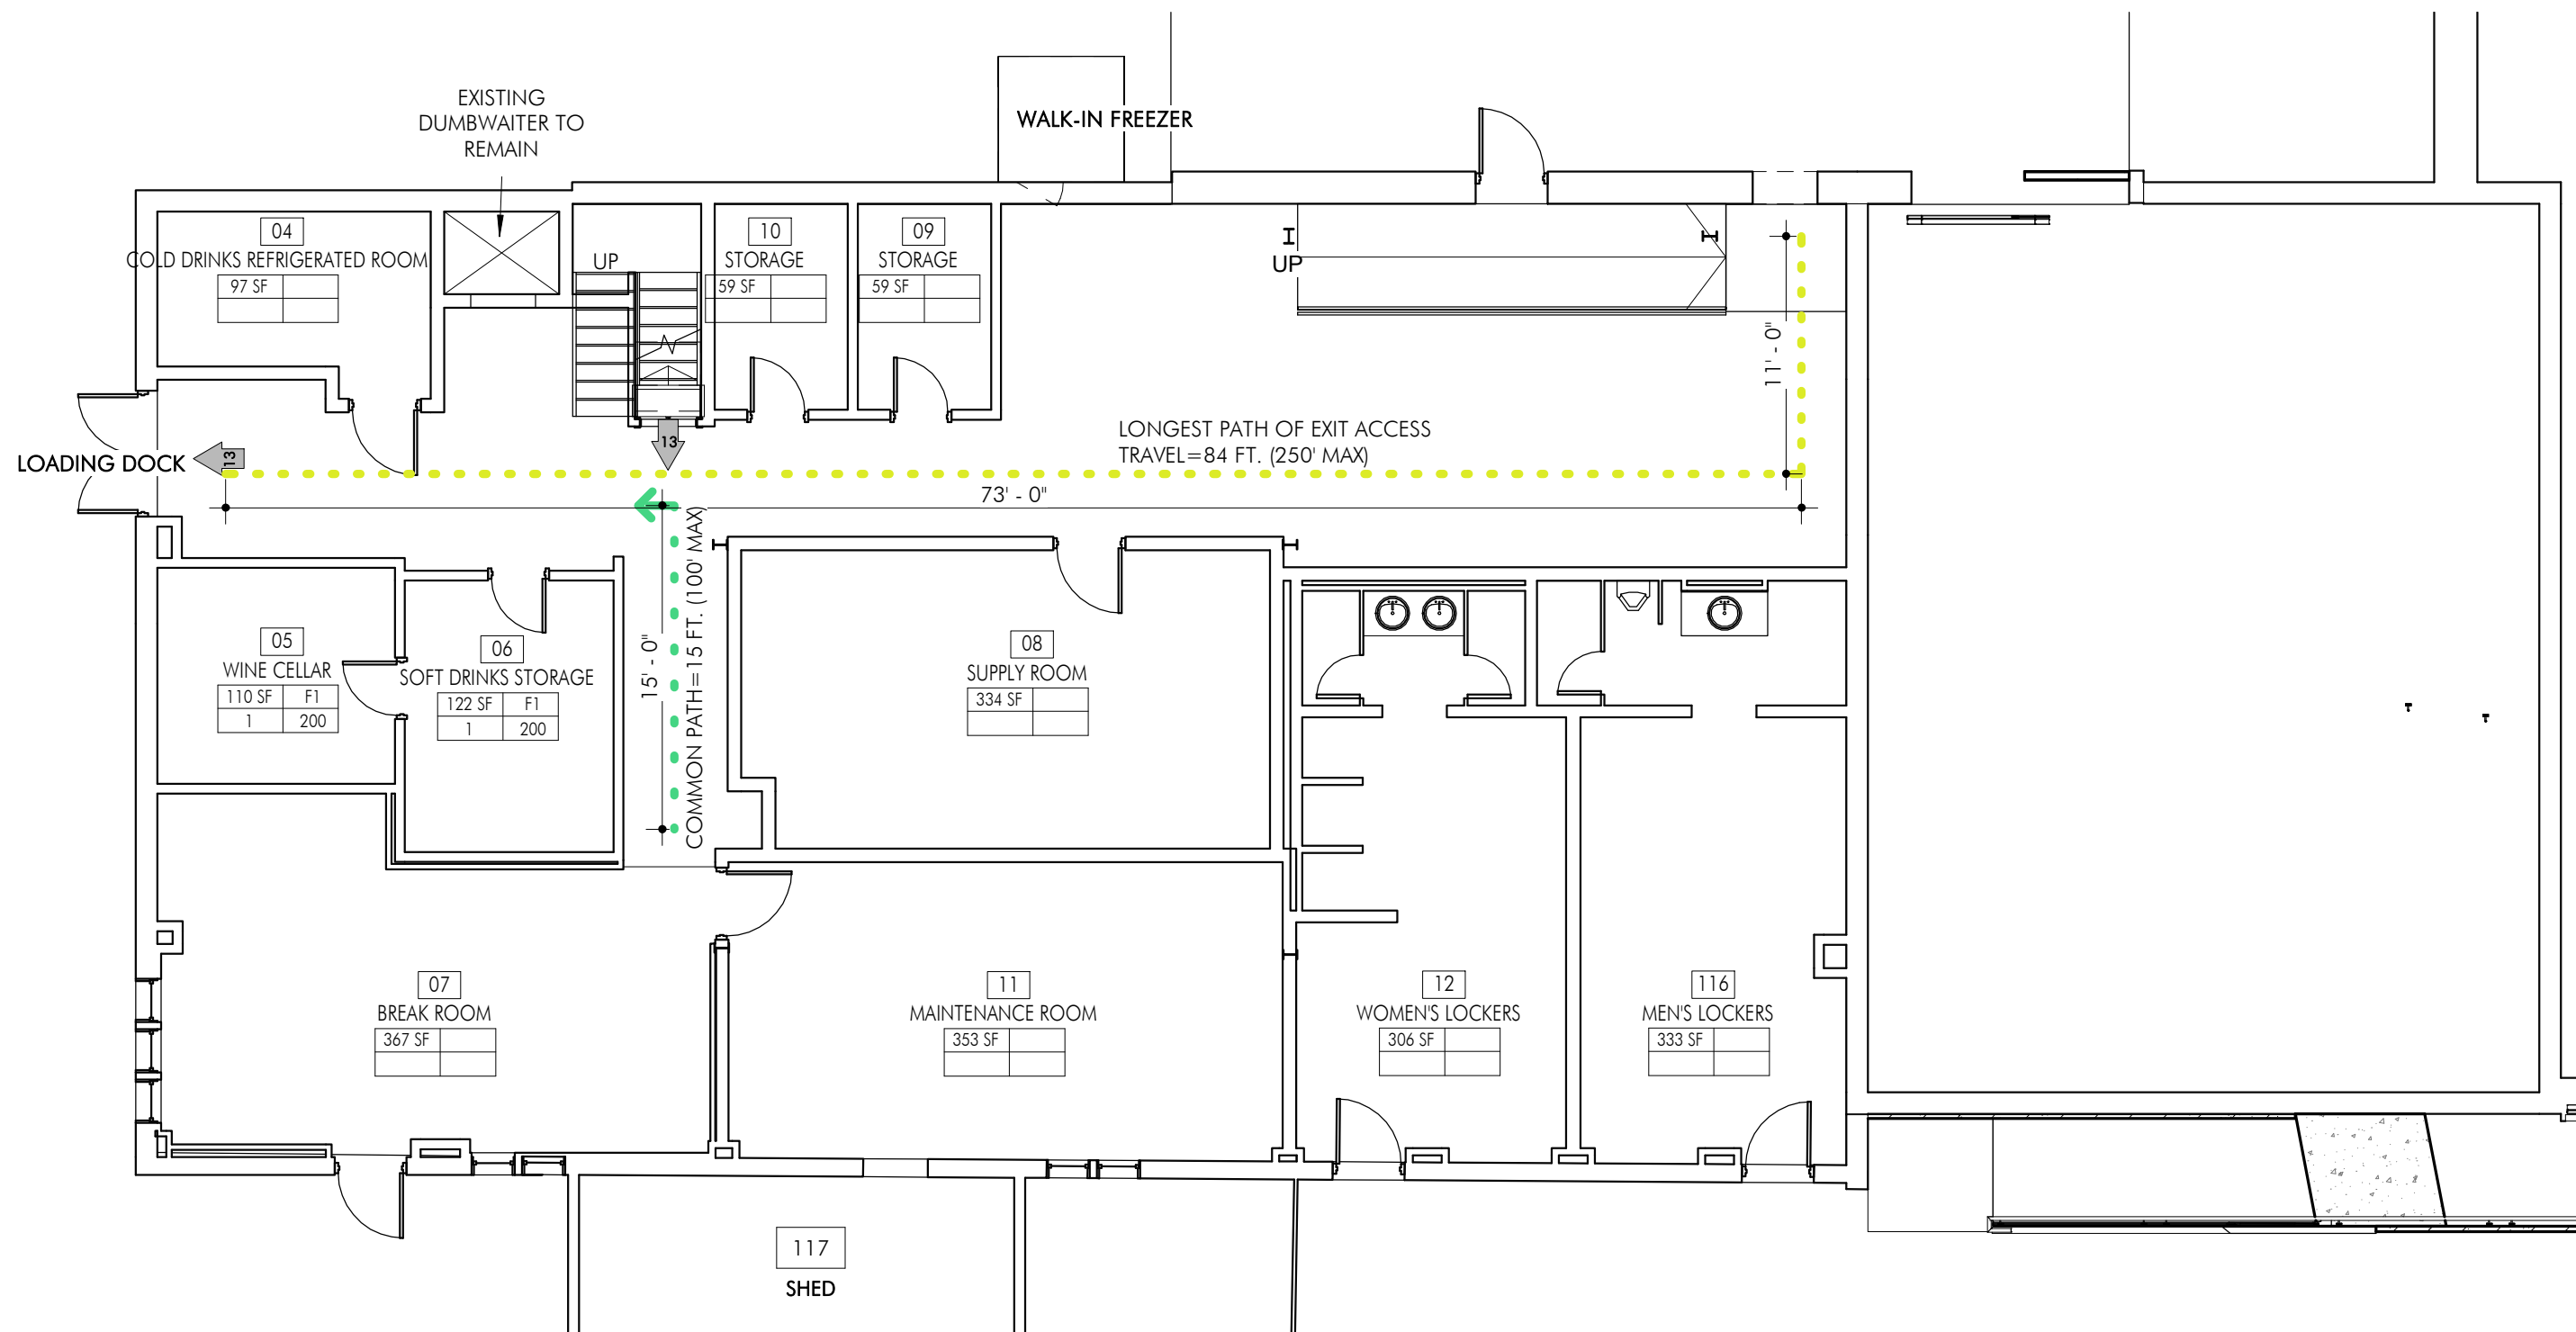 EXISTING
DUMBWAITER TO
REMAIN
WALK-IN FREEZER
04
COLD DRINKS REFRIGERATED ROOM
97 SF
UP
10
STORAGE
59 SF
09
STORAGE
59 SF
UP
11' - 0"
LOADING DOCK
13
13
LONGEST PATH OF EXIT ACCESS
TRAVEL=84 FT. (250' MAX)
73' - 0"
15' - 0"
COMMON PATH=15 FT. (100' MAX)
05
WINE CELLAR
110 SF F1
1 200
06
SOFT DRINKS STORAGE
122 SF F1
1 200
08
SUPPLY ROOM
334 SF
07
BREAK ROOM
367 SF
11
MAINTENANCE ROOM
353 SF
12
WOMEN'S LOCKERS
306 SF
116
MEN'S LOCKERS
333 SF
117
SHED